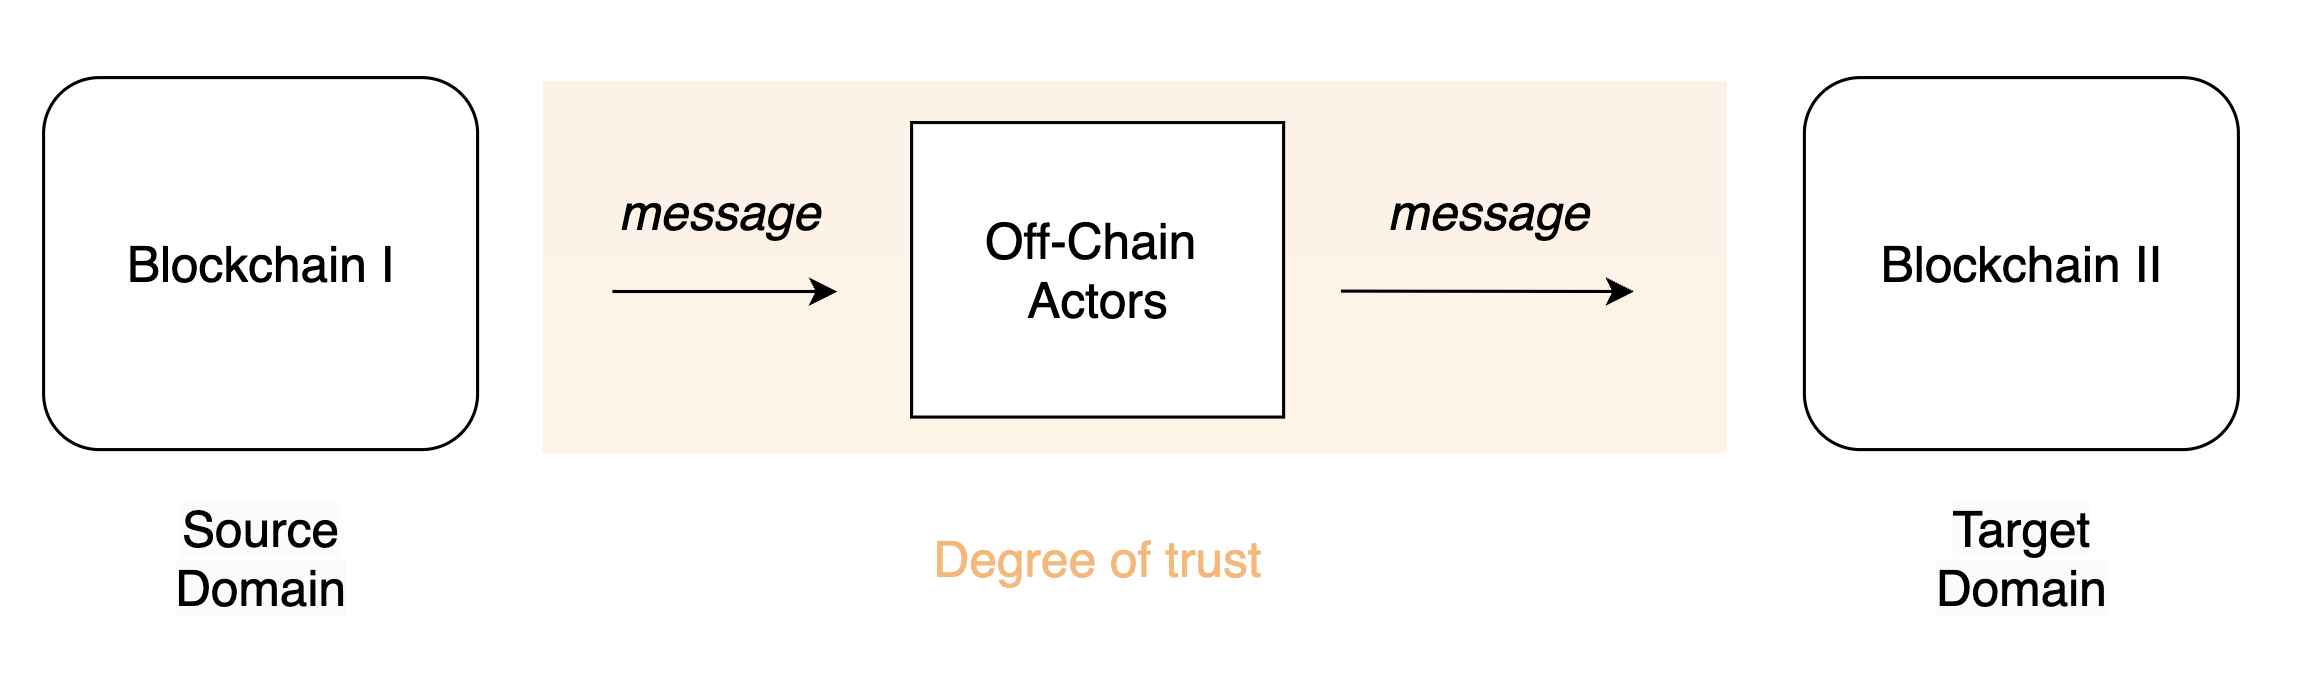 Blockchain I
message
Off-Chain
Actors
message
Blockchain II
Source
Domain
Degree of trust
Target
Domain